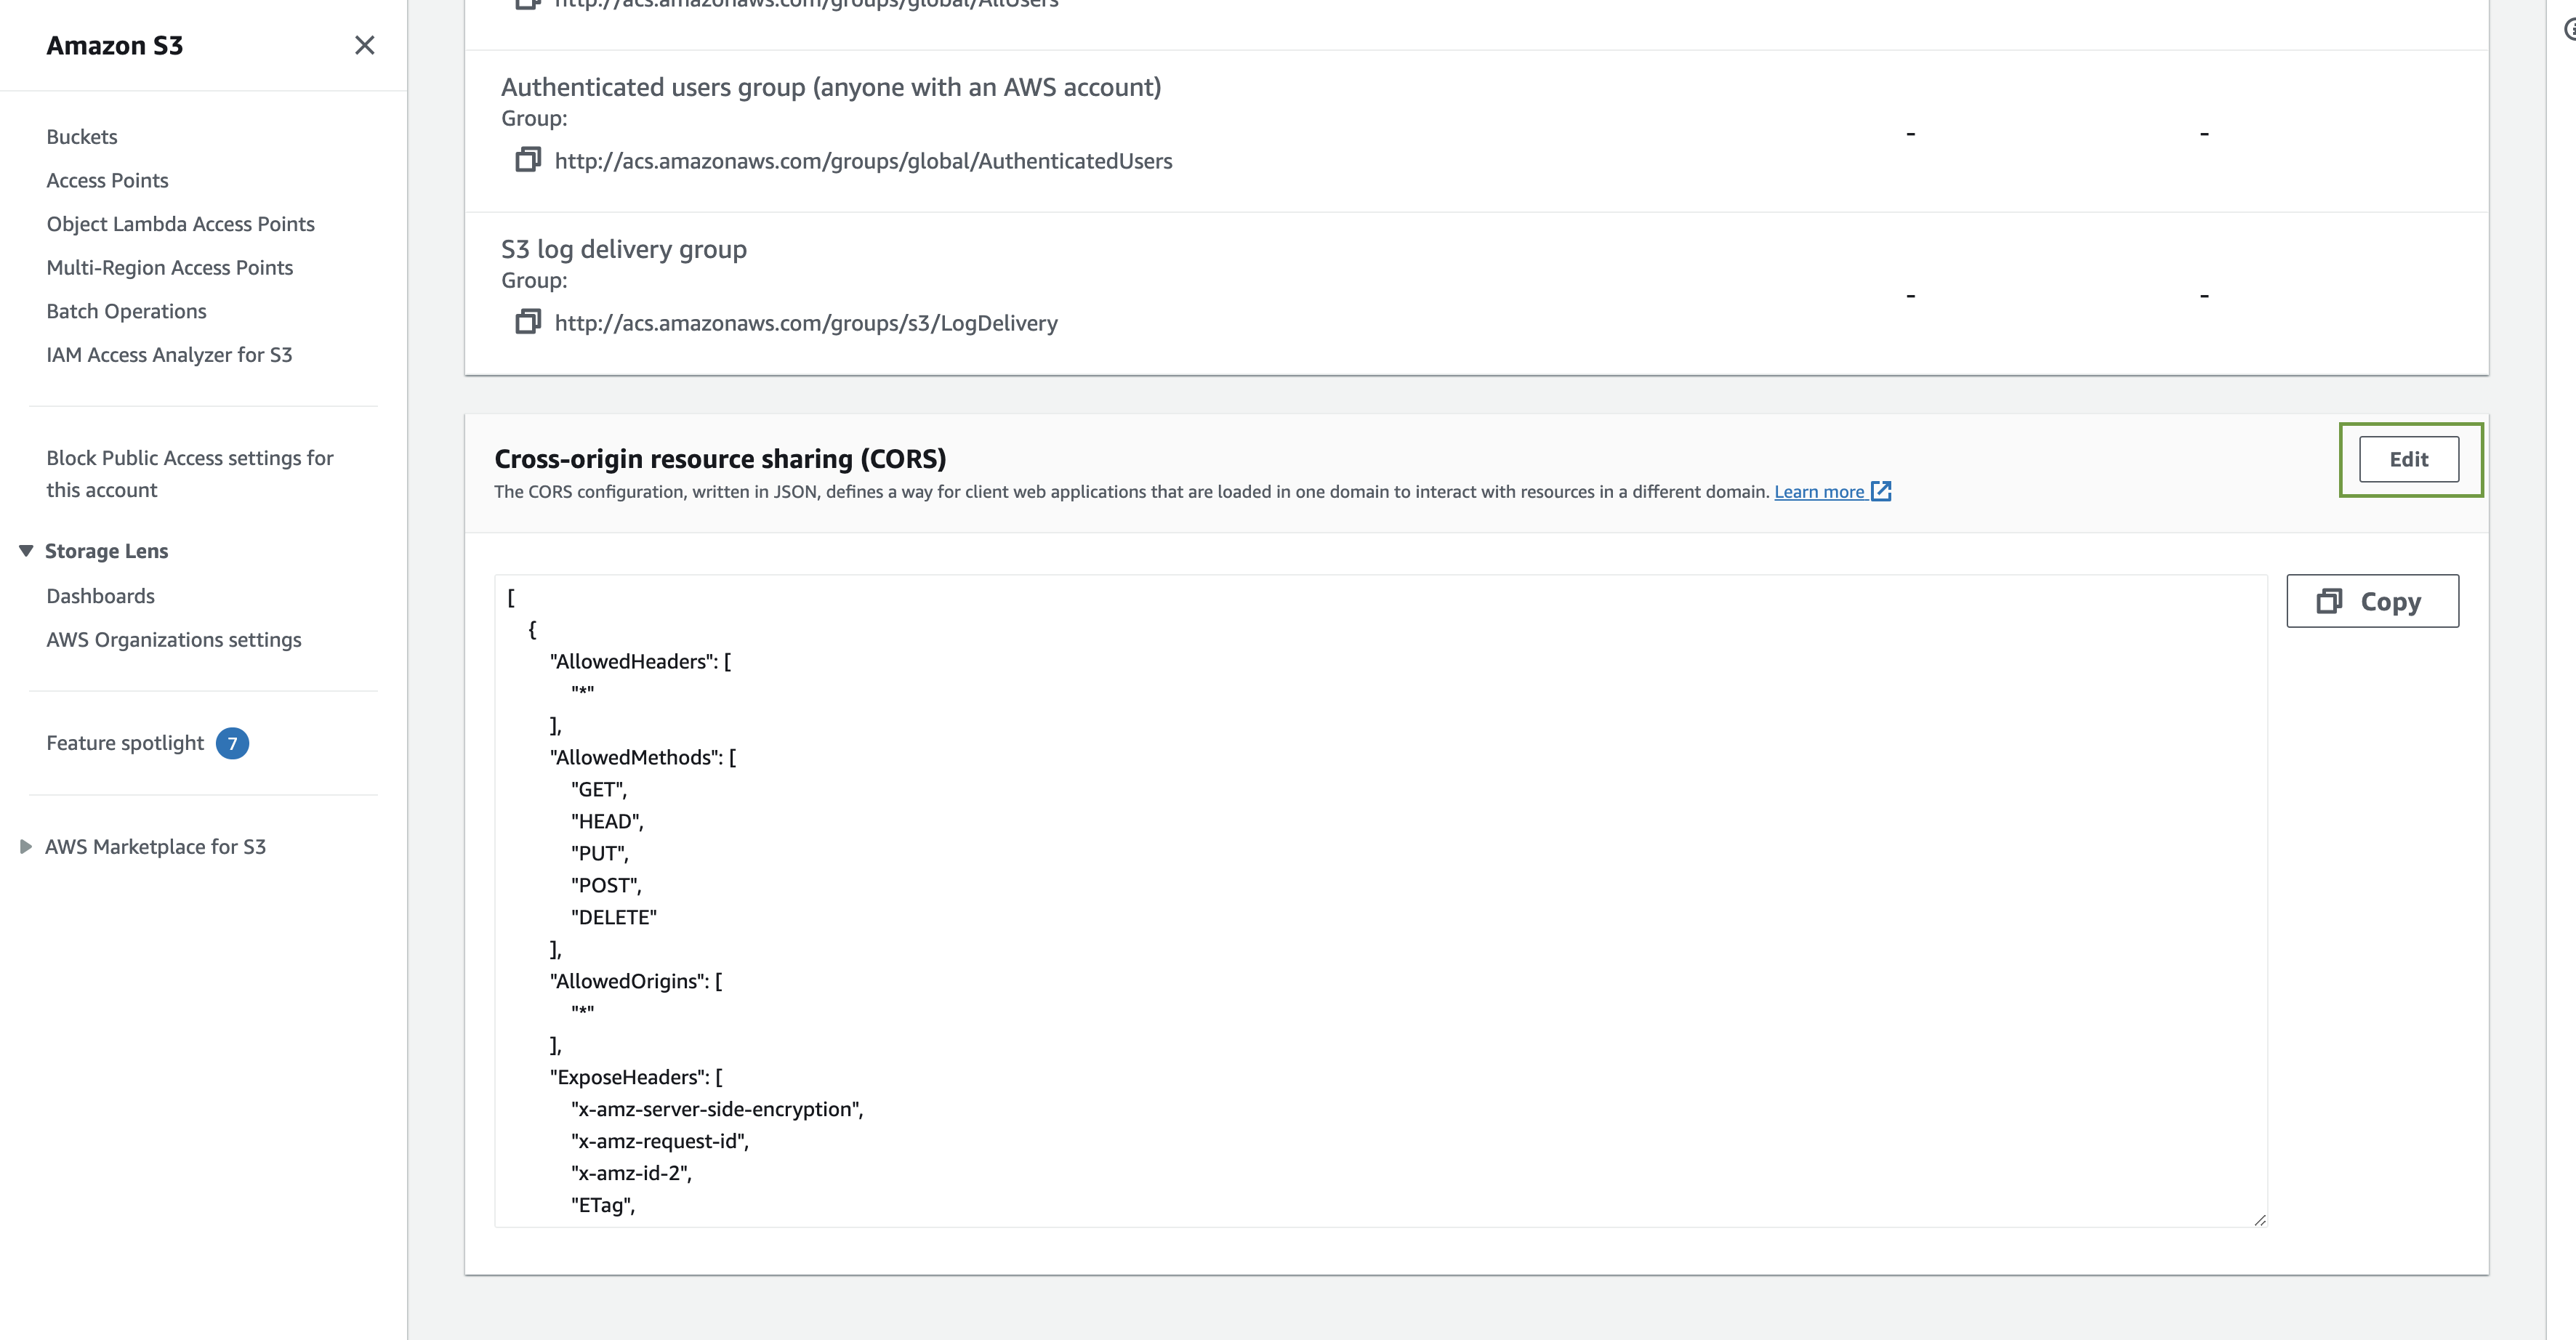 Amazon S3
Buckets
Access Points
Object Lambda Access Points
Multi-Region Access Points
Batch Operations
IAM Access Analyzer for S3
Block Public Access settings for
this account
Storage Lens
Dashboards
AWS Organizations settings
Feature spotlight 7
AWS Marketplace for S3
http://acs.amazonaws.com/groups/global/AllUsers
Authenticated users group (anyone with an AWS account)
Group:
http://acs.amazonaws.com/groups/global/AuthenticatedUsers
- -
S3 log delivery group
Group:
http://acs.amazonaws.com/groups/s3/LogDelivery
- -
Cross-origin resource sharing (CORS)
Edit
The CORS configuration, written in JSON, defines a way for client web applications that are loaded in one domain to interact with resources in a different domain. Learn more
Copy
[
{
"AllowedHeaders": [
"*"
],
"AllowedMethods": [
"GET",
"HEAD",
"PUT",
"POST",
"DELETE"
],
"AllowedOrigins": [
"*"
],
"ExposeHeaders": [
"x-amz-server-side-encryption",
"x-amz-request-id",
"x-amz-id-2",
"ETag",